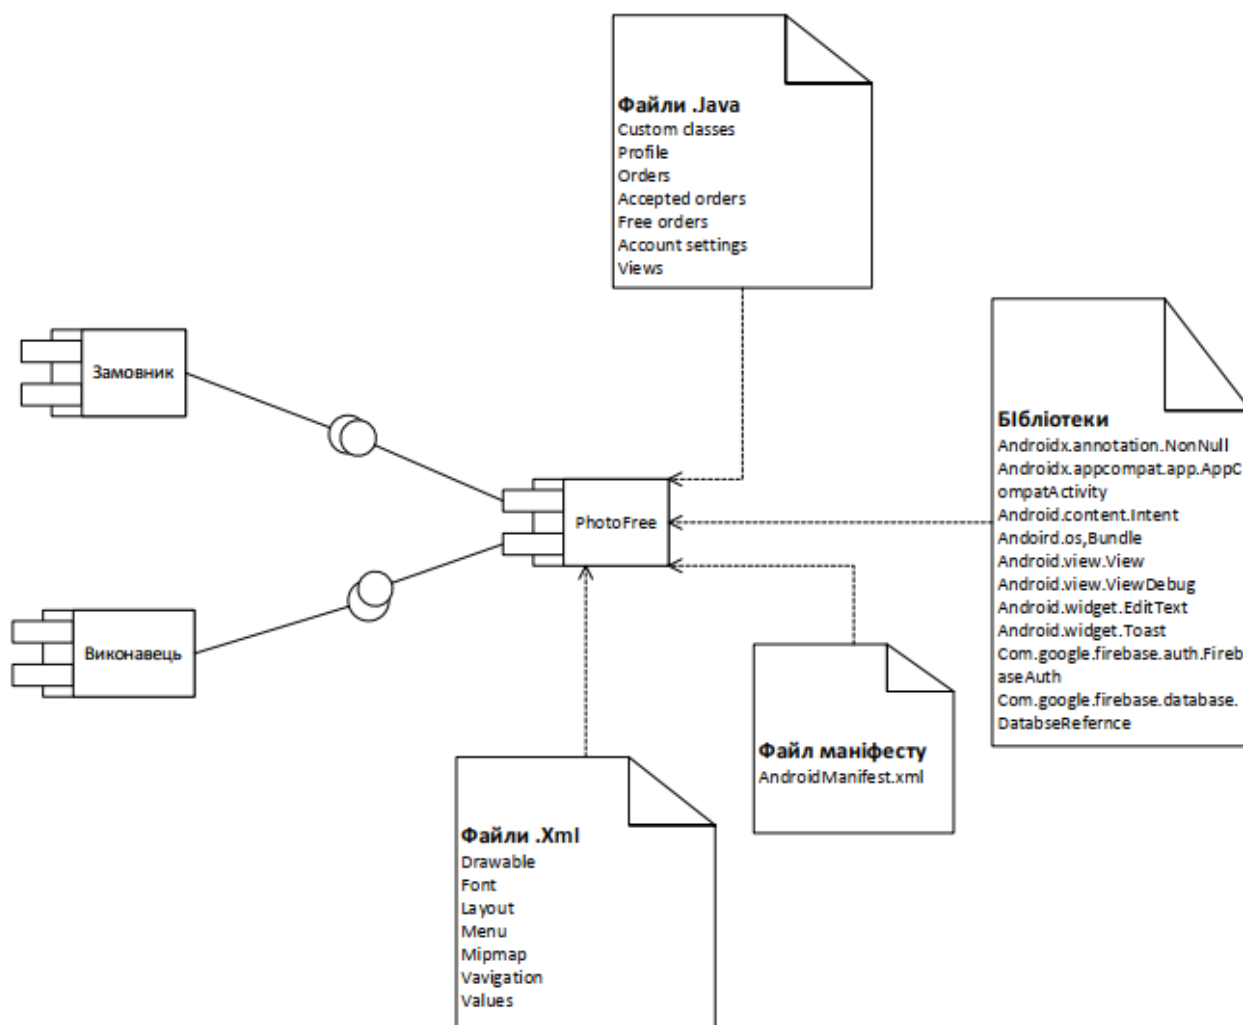 Файли .Java
Custom classes
Profile
Orders
Accepted orders
Free orders
Account settings
Views
Замовник
PhotoFree
Виконавець
БІбліотеки
Androidx.annotation.NonNull
Androidx.appcompat.app.AppC
ompatActivity
Android.content.Intent
Andoird.os,Bundle
Android.view.View
Android.view.ViewDebug
Android.widget.EditText
Android.widget.Toast
Com.google.firebase.auth.Fireb
aseAuth
Com.google.firebase.database.
DatabseRefernce
Файл маніфесту
AndroidManifest.xml
Файли .Xml
Drawable
Font
Layout
Menu
Mipmap
Vavigation
Values